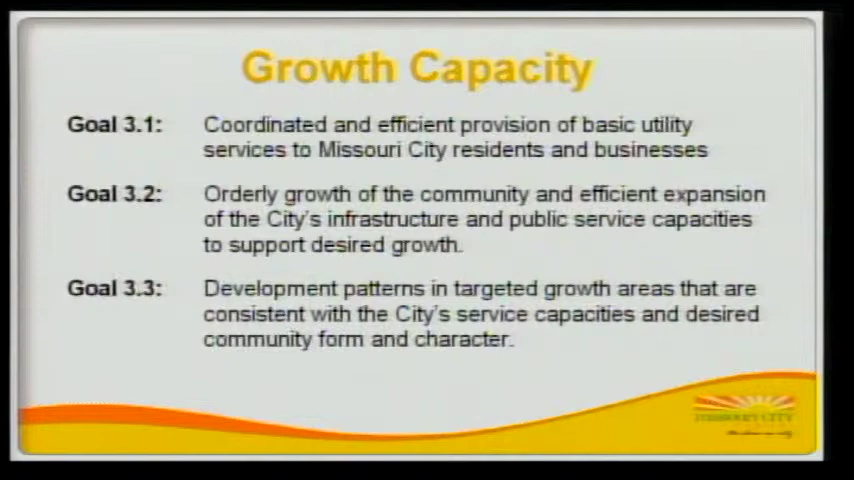 Growth Capacity
Goal 3.1: Coordinated and efficient provision of basic utility
services to Missouri City residents and businesses
Goal 3.2: Orderly growth of the community and efficient expansion
of the City's infrastructure and public service capacities
to support desired growth.
Goal 3.3: Development patterns in targeted growth areas that are
consistent with the City's service capacities and desired
community form and character.
MISSOURI CITY